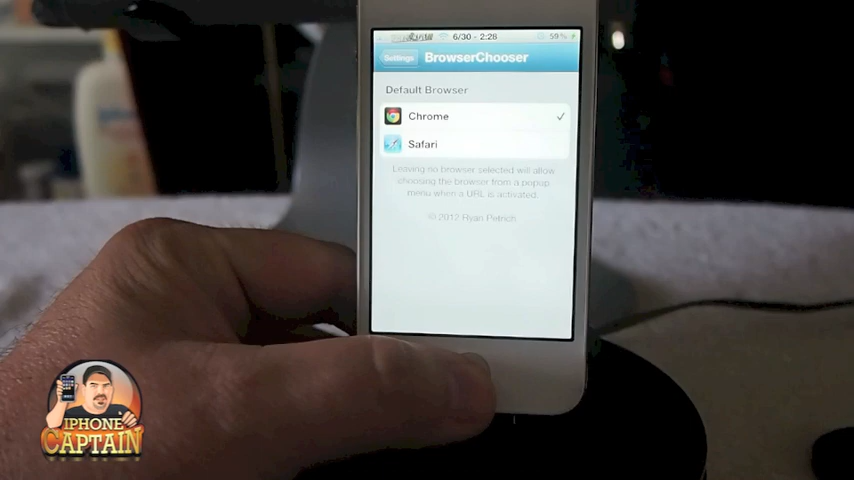 6/30 - 2:28
59%
Settings
BrowserChooser
Default Browser
Chrome
Safari
Leaving no browser selected will allow
choosing the browser from a popup
menu when a URL is activated.
© 2012 Ryan Petrich
IPHONE
CAPTAIN